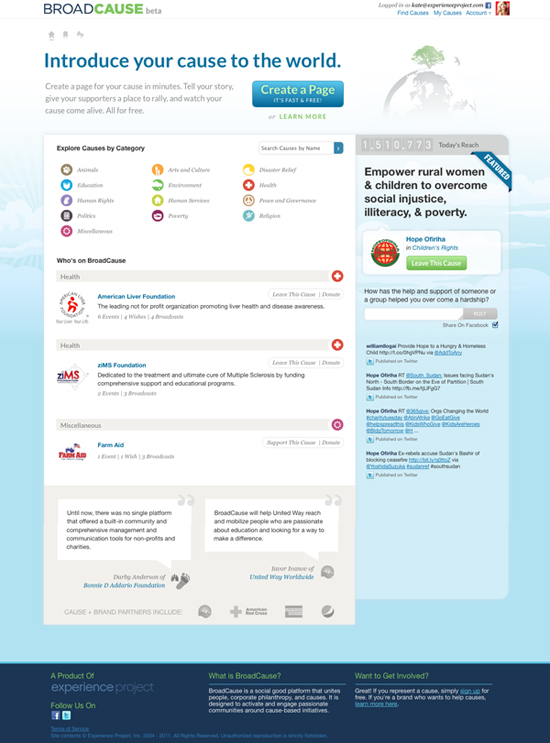 BROADCAUSE beta
Logged in as kate@experienceproject.com
Find Causes My Causes Account
Introduce your cause to the world.
Create a page for your cause in minutes. Tell your story,
give your supporters a place to rally, and watch your
cause come alive. All for free.
Create a Page
IT'S FAST & FREE!
or LEARN MORE
Explore Causes by Category
Search Causes by Name
Animals
Arts and Culture
Disaster Relief
Education
Environment
Health
Human Rights
Human Services
Peace and Governance
Politics
Poverty
Religion
Miscellaneous
Who's on BroadCause
Health
Leave This Cause | Donate
American Liver Foundation
The leading not for profit organization promoting liver health and disease awareness.
6 Events | 4 Wishes | 4 Broadcasts
AMERICAN LIVER FOUNDATION
Your Liver. Your Life.
Health
Leave This Cause | Donate
ziMS Foundation
Dedicated to the treatment and ultimate cure of Multiple Sclerosis by funding
comprehensive support and educational programs.
2 Events | 3 Broadcasts
ziMS
Miscellaneous
Support This Cause | Donate
Farm Aid
1 Event | 1 Wish | 3 Broadcasts
FARM AID
Until now, there was no single platform
that offered a built-in community and
comprehensive management and
communication tools for non-profits and
charities.
Darby Anderson of
Bonnie D Addario Foundation
BroadCause will help United Way reach
and mobilize people who are passionate
about education and looking for a way to
make a difference.
Yavor Ivanov of
United Way Worldwide
CAUSE + BRAND PARTNERS INCLUDE:
American
Red Cross
1,510,773 Today's Reach
FEATURED
Empower rural women
& children to overcome
social injustice,
illiteracy, & poverty.
Hope Ofiriha
in Children's Rights
Leave This Cause
How has the help and support of someone or
a group helped you over come a hardship?
POST
Share On Facebook
williamllogai Provide Hope to a Hungry & Homeless
Child via @AddToAny
Published on Twitter
Hope Ofiriha RT @South_Sudan, Issues facing Sudan's
North - South Border on the Eve of Partition | South
Sudan Info
Published on Twitter
Hope Ofiriha RT @365save: Orgs Changing the World
#charitytuesday @AbraAfrika @GoEatGive
@helpspreadthis @KidsWhoGive @KidsAreHeroes
@BildsTomorrow
Published on Twitter
Hope Ofiriha Ex-rebels accuse Sudan's Bashir of
blocking ceasefire via
@YoshidaSuzuka #sudanref #southsudan
Published on Twitter
A Product Of
experience project
Follow Us On
Terms of Service
Site contents © Experience Project, Inc. 2004 - 2011. All Rights Reserved. Unauthorized reproduction is strictly forbidden.
What is BroadCause?
BroadCause is a social good platform that unites
people, corporate philanthropy, and causes. It is
designed to activate and engage passionate
communities around cause-based initiatives.
Want to Get Involved?
Great! If you represent a cause, simply sign up for
free. If you're a brand who wants to help causes,
learn more here.